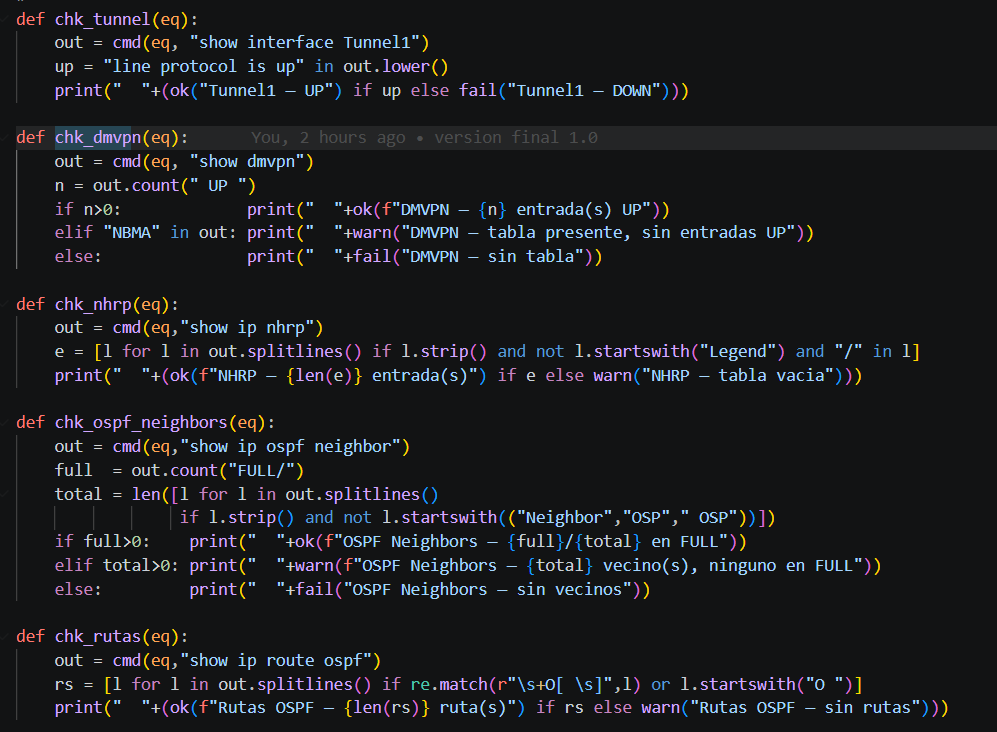 def chk_tunnel(eq):
    out = cmd(eq, "show interface Tunnel1")
    up = "line protocol is up" in out.lower()
    print("  "+(ok("Tunnel1 — UP") if up else fail("Tunnel1 — DOWN")))
def chk_dmvpn(eq):      You, 2 hours ago • version final 1.0
    out = cmd(eq, "show dmvpn")
    n = out.count(" UP ")
    if n>0:             print("  "+ok(f"DMVPN — {n} entrada(s) UP"))
    elif "NBMA" in out: print("  "+warn("DMVPN — tabla presente, sin entradas UP"))
    else:               print("  "+fail("DMVPN — sin tabla"))
def chk_nhrp(eq):
    out = cmd(eq,"show ip nhrp")
    e = [l for l in out.splitlines() if l.strip() and not l.startswith("Legend") and "/" in l]
    print("  "+(ok(f"NHRP — {len(e)} entrada(s)") if e else warn("NHRP — tabla vacia")))
def chk_ospf_neighbors(eq):
    out = cmd(eq,"show ip ospf neighbor")
    full  = out.count("FULL/")
    total = len([l for l in out.splitlines()
                 if l.strip() and not l.startswith(("Neighbor","OSP"," OSP"))])
    if full>0:    print("  "+ok(f"OSPF Neighbors — {full}/{total} en FULL"))
    elif total>0: print("  "+warn(f"OSPF Neighbors — {total} vecino(s), ninguno en FULL"))
    else:         print("  "+fail("OSPF Neighbors — sin vecinos"))
def chk_rutas(eq):
    out = cmd(eq,"show ip route ospf")
    rs = [l for l in out.splitlines() if re.match(r"\s+O[ \s]",l) or l.startswith("O ")]
    print("  "+(ok(f"Rutas OSPF — {len(rs)} ruta(s)") if rs else warn("Rutas OSPF — sin rutas")))